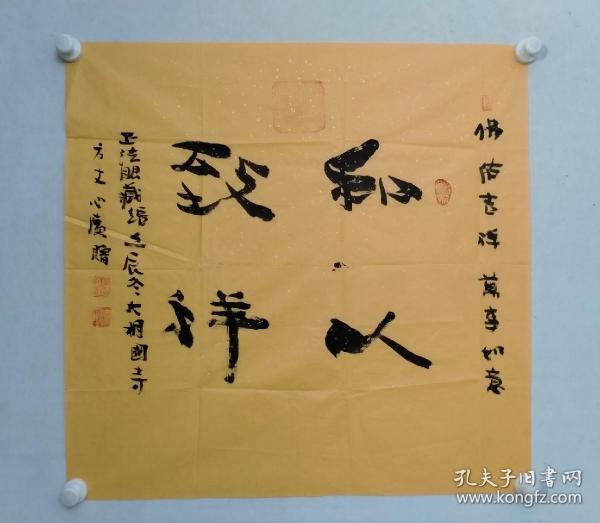 佛佑吉祥 萬事如意
和以
致祥
正法眼藏 壬辰冬大相國寺
方丈心廣贈
孔夫子旧书网
www.kongfz.com